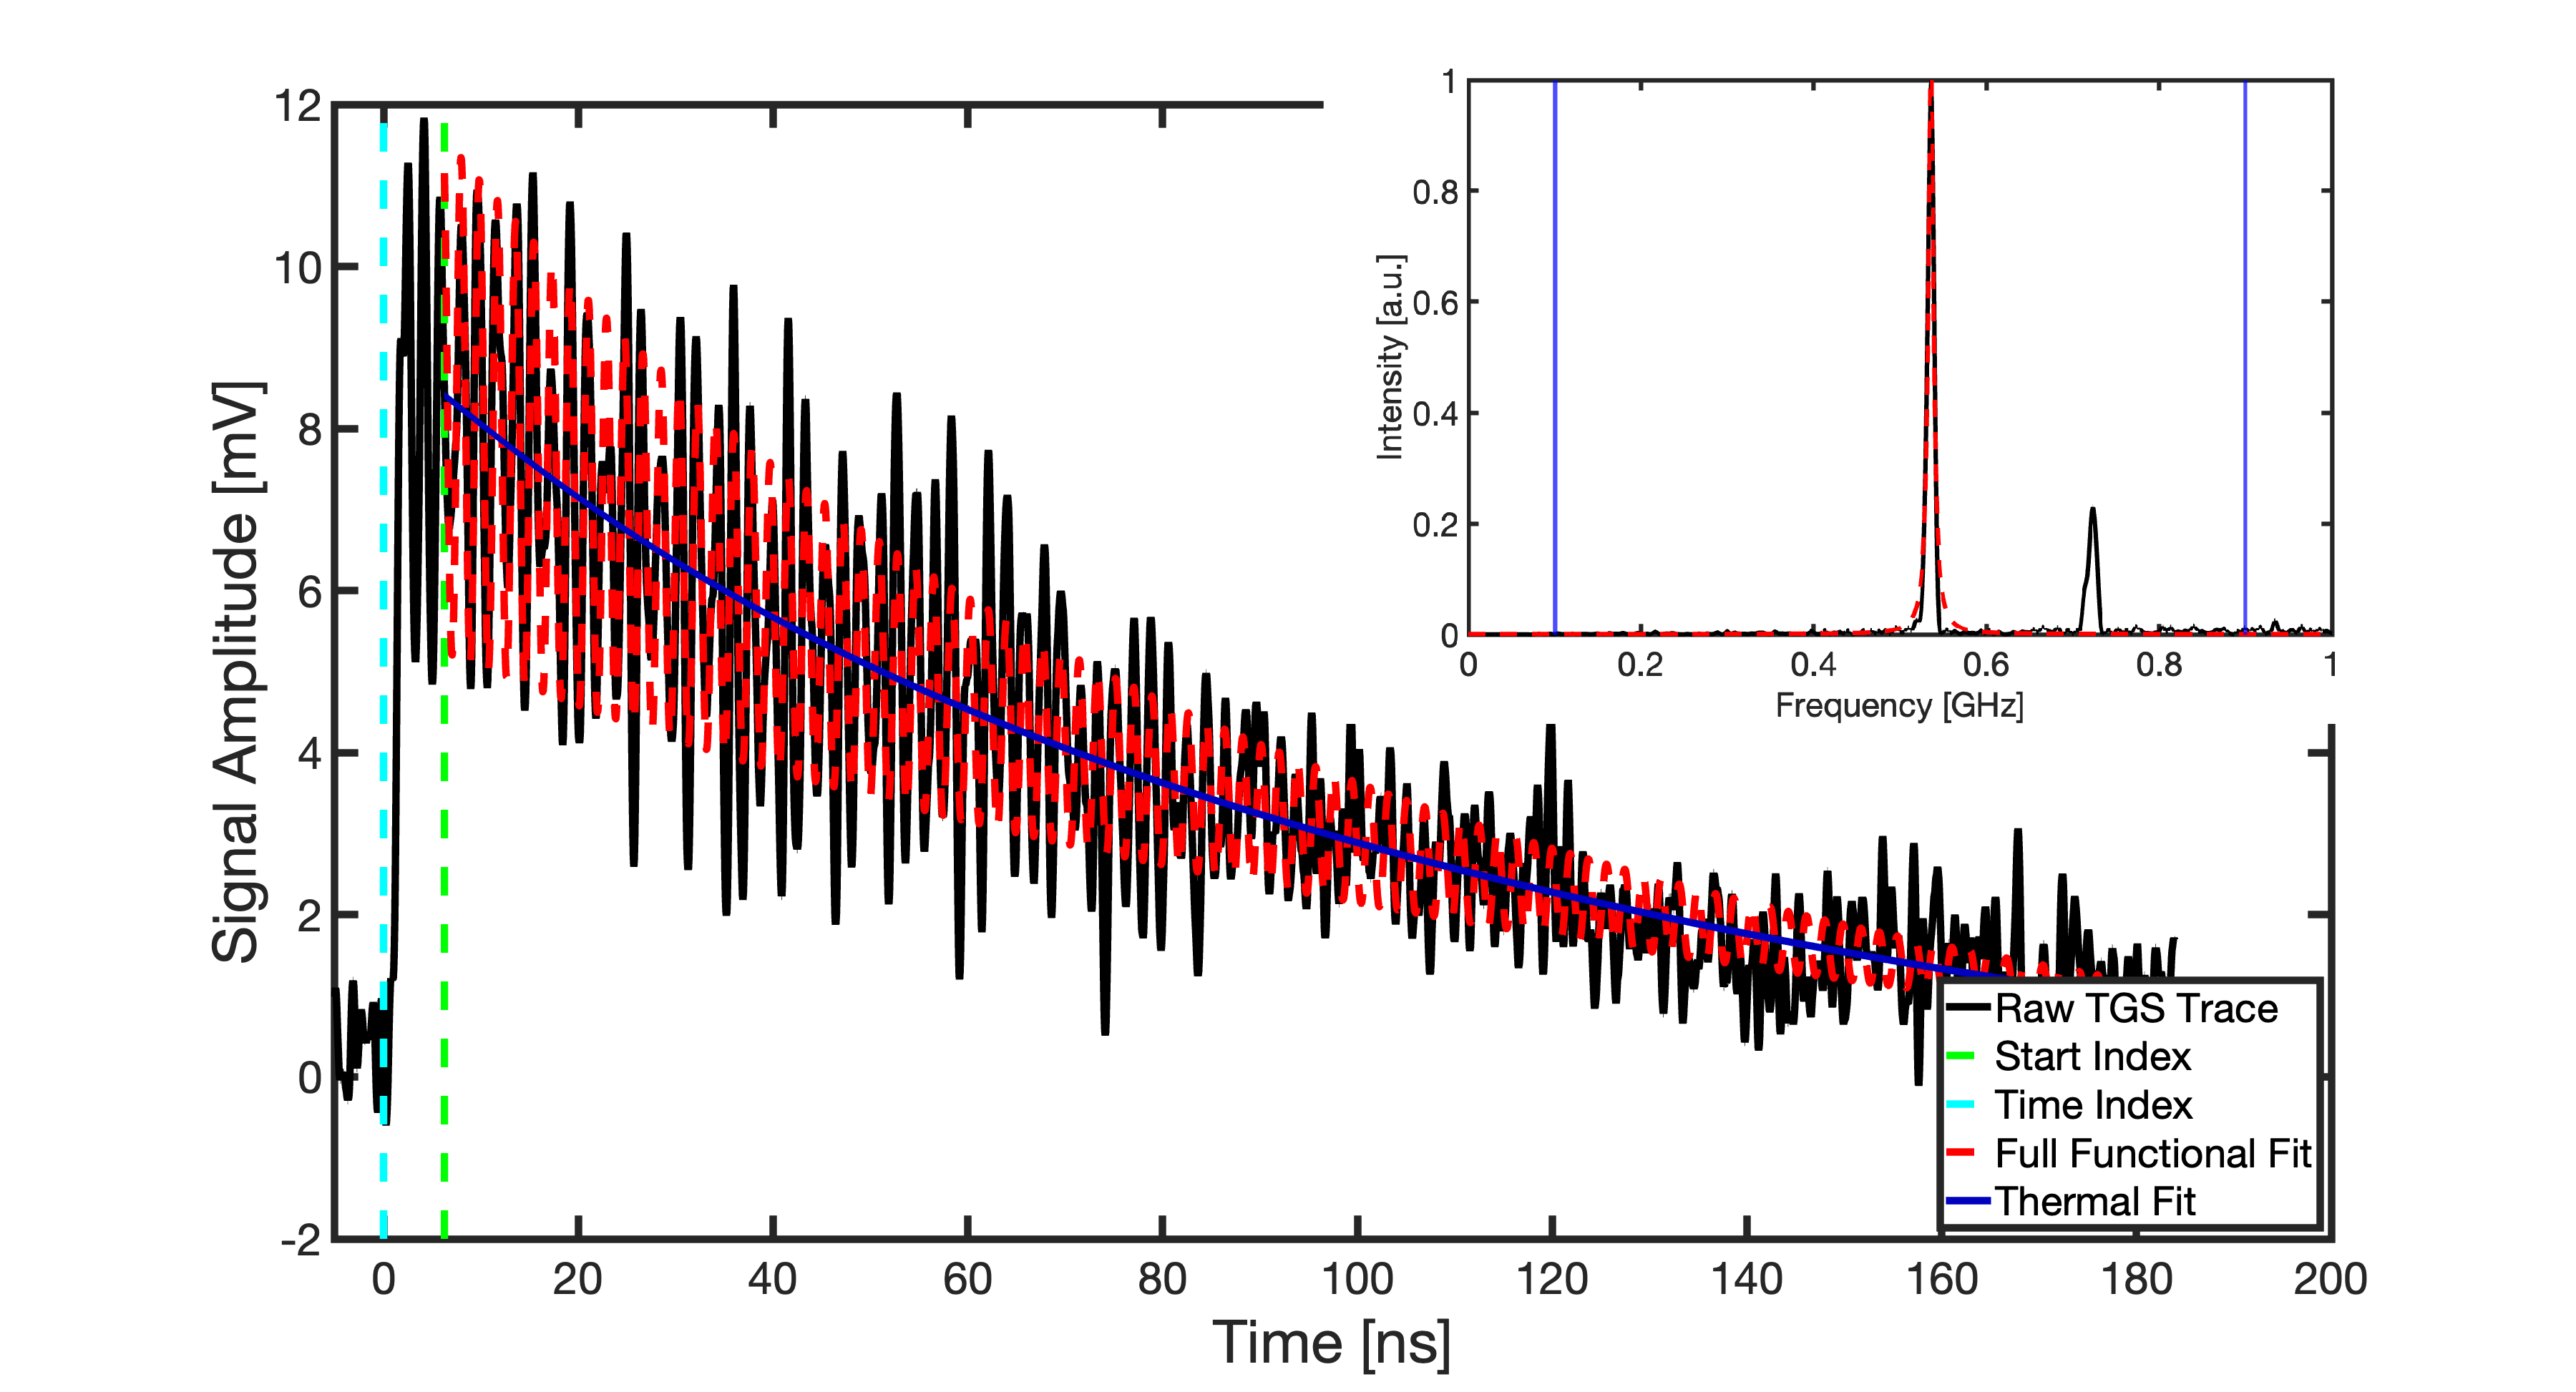 12
10
8
6
4
2
0
-2
Signal Amplitude [mV]
0 20 40 60 80 100 120 140 160 180 200
Time [ns]
1
0.8
0.6
0.4
0.2
0
Intensity [a.u.]
0 0.2 0.4 0.6 0.8 1
Frequency [GHz]
Raw TGS Trace
Start Index
Time Index
Full Functional Fit
Thermal Fit